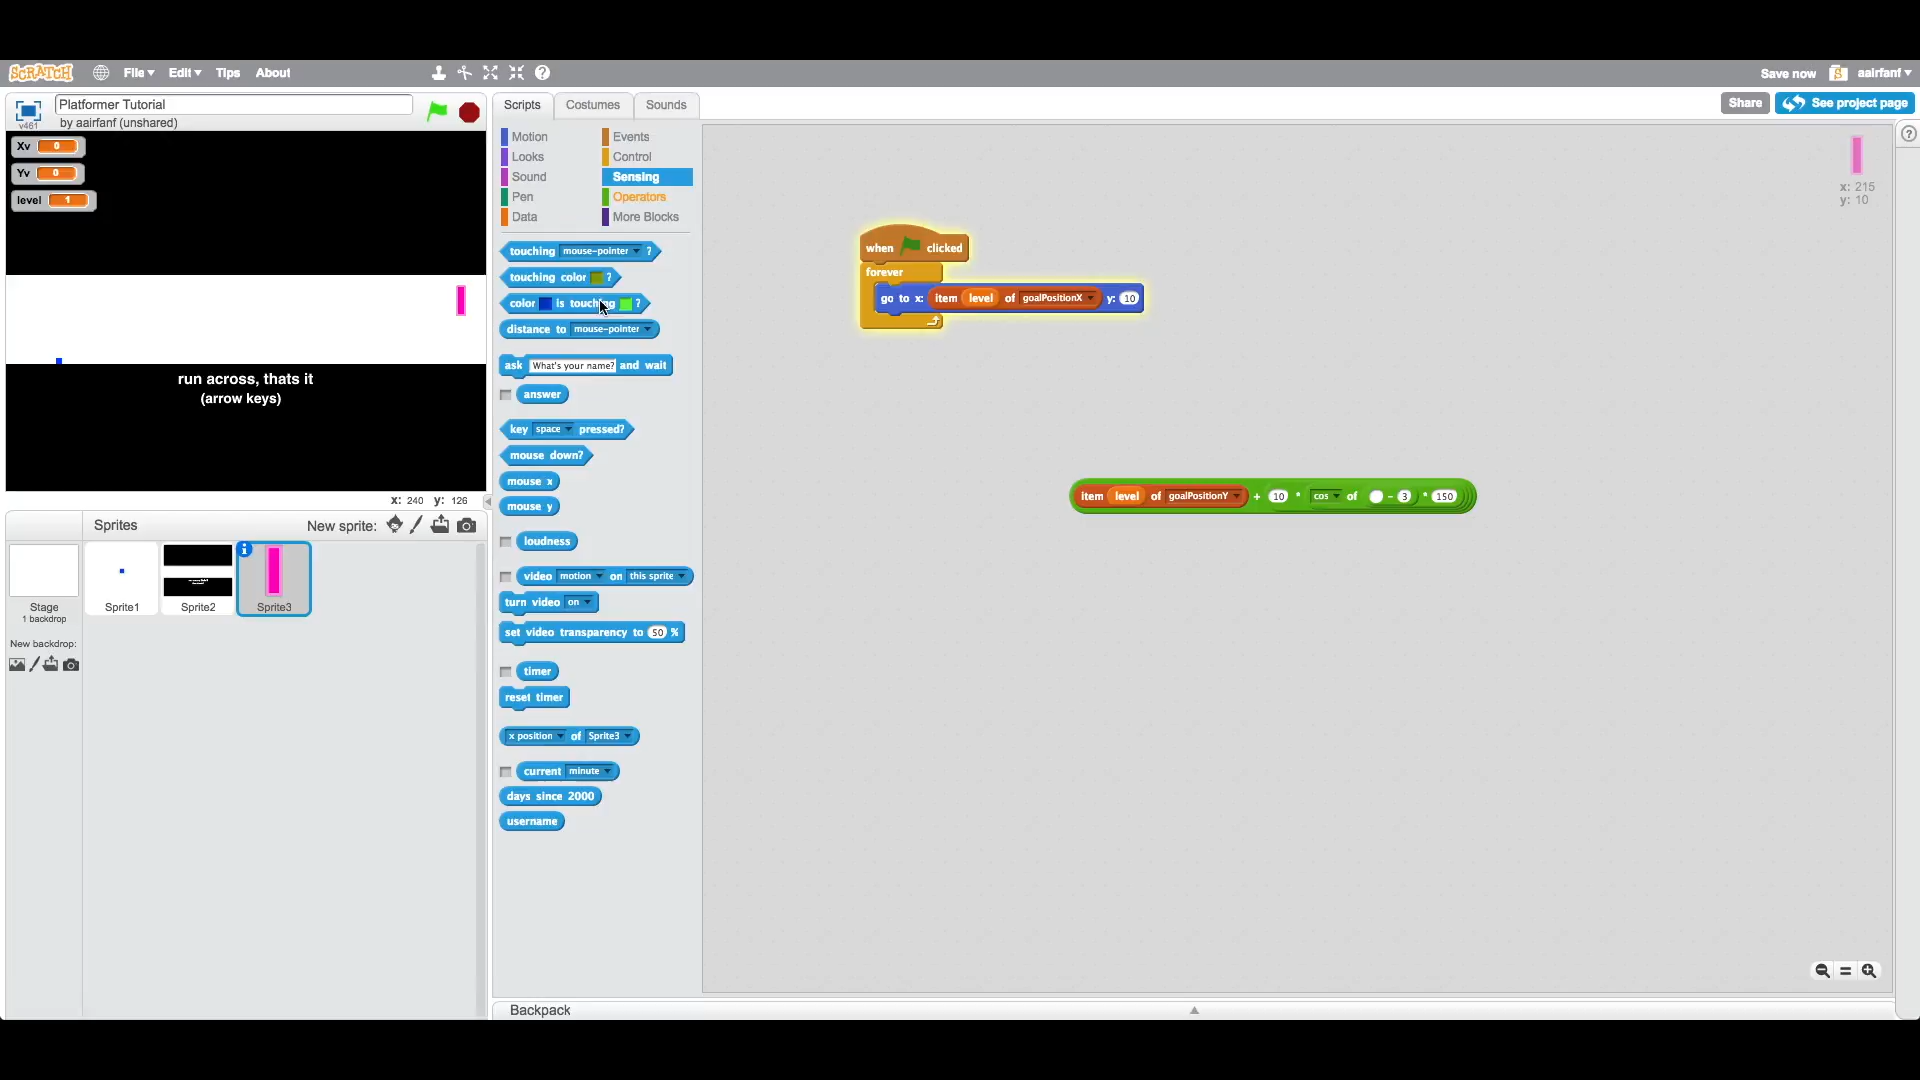 SCRATCH File Edit Tips About Save now aairfanf
v461 Platformer Tutorial
by aairfanf (unshared)
Scripts Costumes Sounds Share See project page
Xv 0
Yv 0
level 1
run across, thats it
(arrow keys)
x: 240 y: 126
Sprites New sprite:
Stage
1 backdrop
New backdrop:
Sprite1 Sprite2 Sprite3
Motion Events
Looks Control
Sound Sensing
Pen Operators
Data More Blocks
touching mouse-pointer ?
touching color ?
color is touching ?
distance to mouse-pointer
ask What's your name? and wait
answer
key space pressed?
mouse down?
mouse x
mouse y
loudness
video motion on this sprite
turn video on
set video transparency to 50 %
timer
reset timer
x position of Sprite3
current minute
days since 2000
username
when clicked
forever
go to x: item level of goalPositionX y: 10
item level of goalPositionY + 10 * cos of - 3 * 150
x: 215
y: 10
Backpack